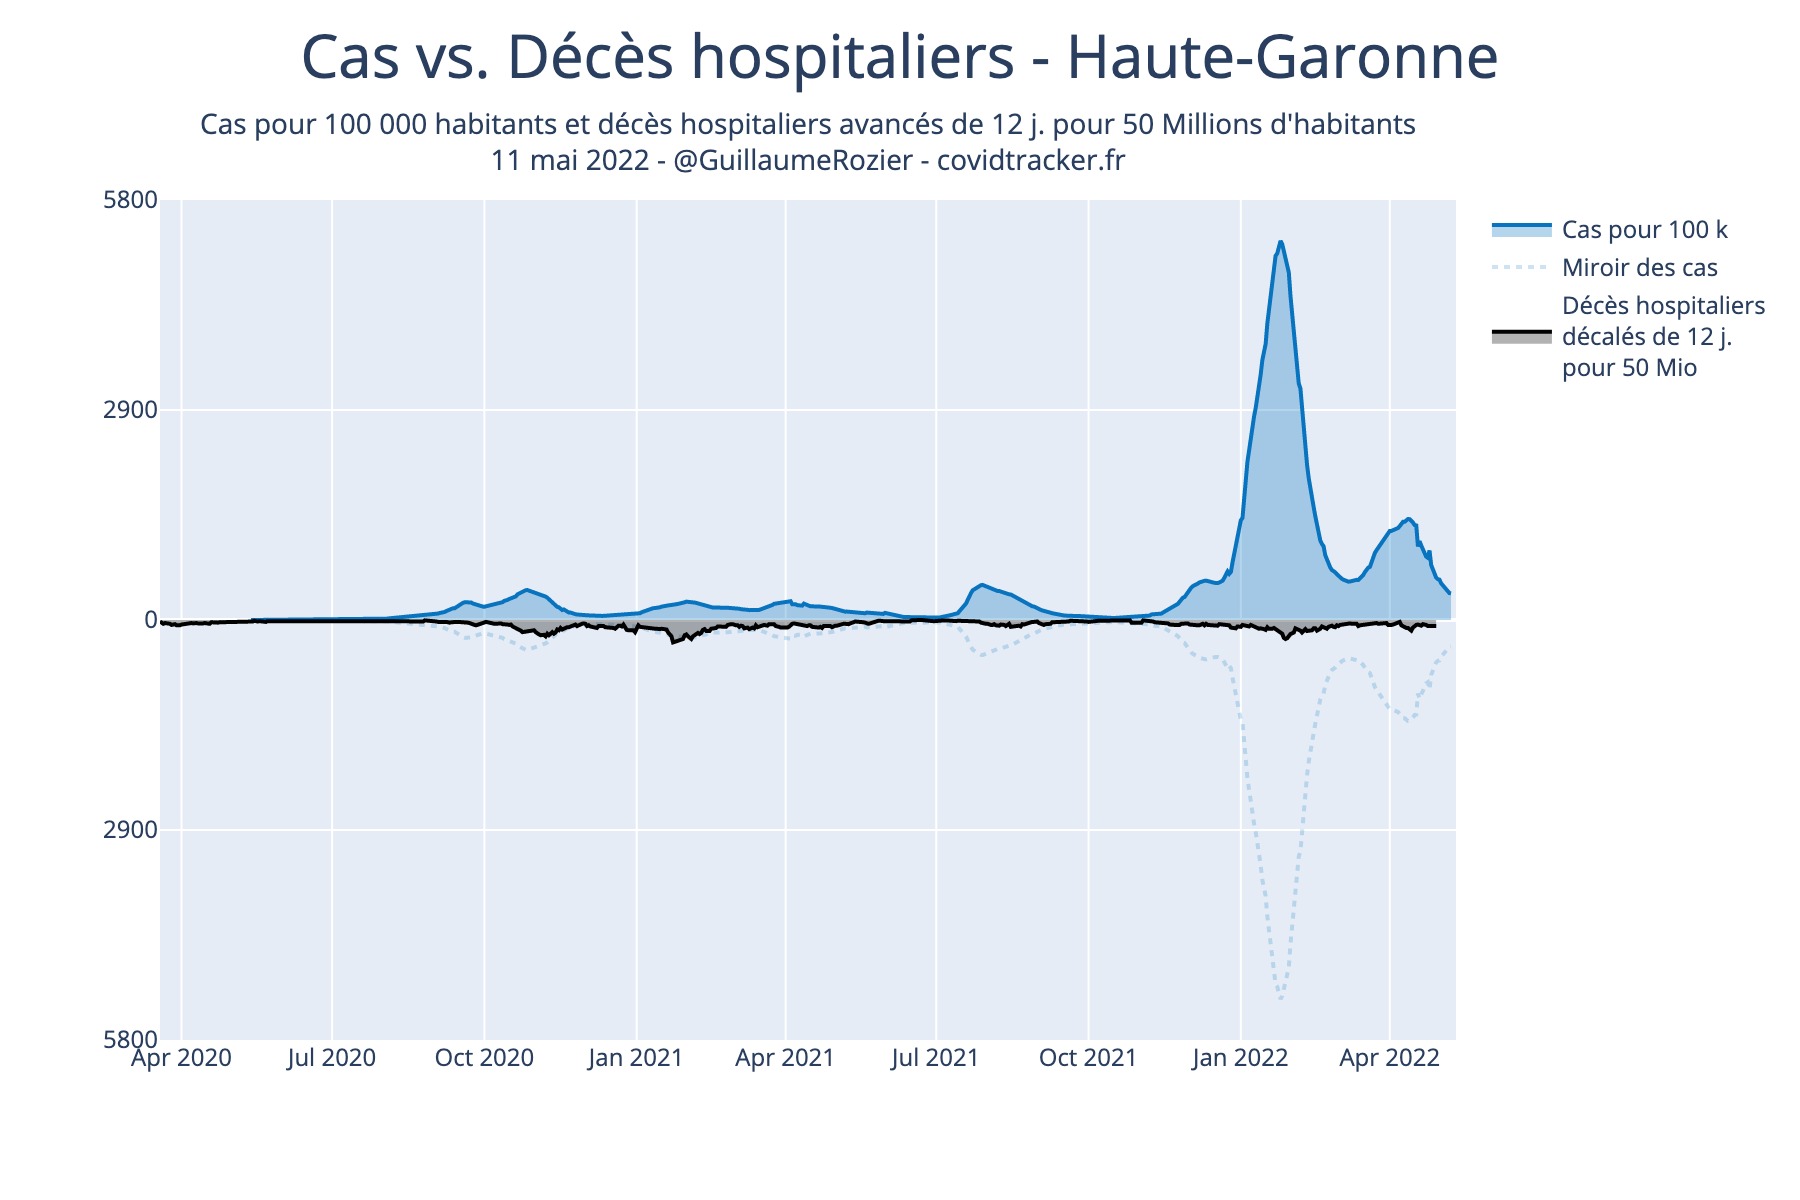 Cas vs. Décès hospitaliers - Haute-Garonne
Cas pour 100 000 habitants et décès hospitaliers avancés de 12 j. pour 50 Millions d'habitants
11 mai 2022 - @GuillaumeRozier - covidtracker.fr
5800
2900
0
2900
5800
Apr 2020
Jul 2020
Oct 2020
Jan 2021
Apr 2021
Jul 2021
Oct 2021
Jan 2022
Apr 2022
Cas pour 100 k
Miroir des cas
Décès hospitaliers
décalés de 12 j.
pour 50 Mio